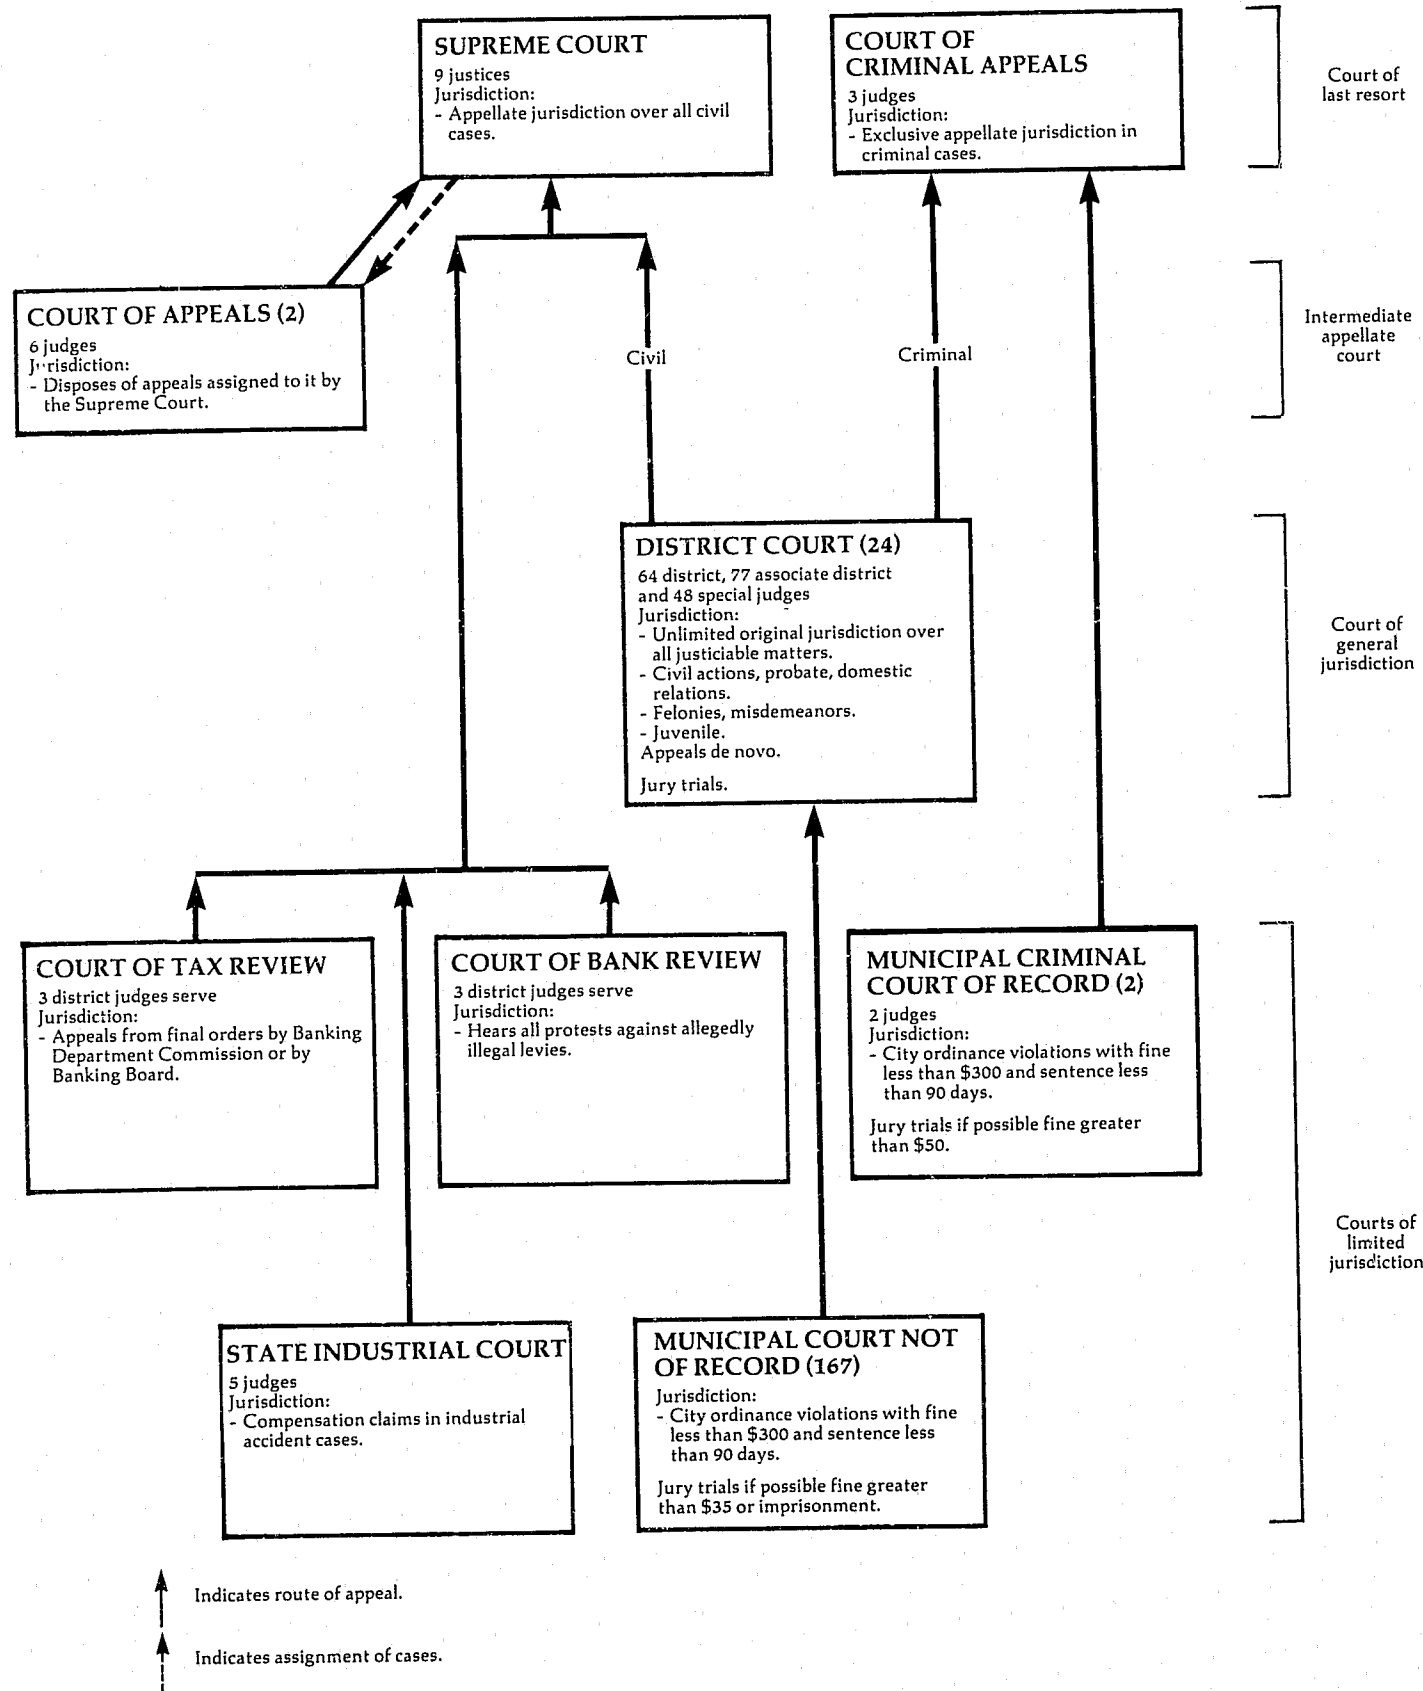 SUPREME COURT
9 justices
Jurisdiction:
- Appellate jurisdiction over all civil
cases.
COURT OF
CRIMINAL APPEALS
3 judges
Jurisdiction:
- Exclusive appellate jurisdiction in
criminal cases.
Court of
last resort
COURT OF APPEALS (2)
6 judges
Jurisdiction:
- Disposes of appeals assigned to it by
the Supreme Court.
Civil
Criminal
Intermediate
appellate
court
DISTRICT COURT (24)
64 district, 77 associate district
and 48 special judges
Jurisdiction:
- Unlimited original jurisdiction over
all justiciable matters.
- Civil actions, probate, domestic
relations.
- Felonies, misdemeanors.
- Juvenile.
Appeals de novo.
Jury trials.
Court of
general
jurisdiction
COURT OF TAX REVIEW
3 district judges serve
Jurisdiction:
- Appeals from final orders by Banking
Department Commission or by
Banking Board.
COURT OF BANK REVIEW
3 district judges serve
Jurisdiction:
- Hears all protests against allegedly
illegal levies.
MUNICIPAL CRIMINAL
COURT OF RECORD (2)
2 judges
Jurisdiction:
- City ordinance violations with fine
less than $300 and sentence less
than 90 days.
Jury trials if possible fine greater
than $50.
Courts of
limited
jurisdiction
STATE INDUSTRIAL COURT
5 judges
Jurisdiction:
- Compensation claims in industrial
accident cases.
MUNICIPAL COURT NOT
OF RECORD (167)
Jurisdiction:
- City ordinance violations with fine
less than $300 and sentence less
than 90 days.
Jury trials if possible fine greater
than $35 or imprisonment.
Indicates route of appeal.
Indicates assignment of cases.